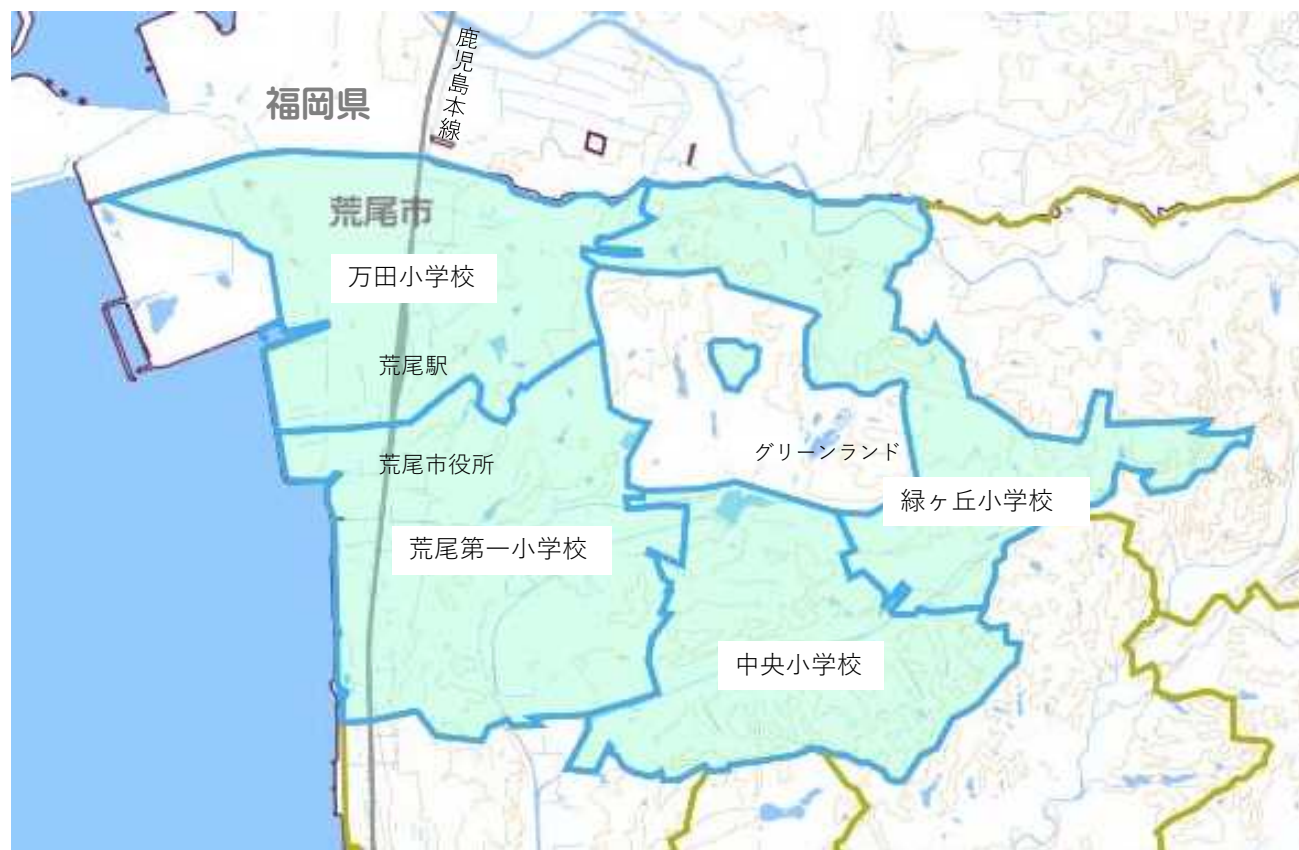 鹿児島本線
福岡県
荒尾市
万田小学校
荒尾駅
荒尾市役所
グリーンランド
緑ヶ丘小学校
荒尾第一小学校
中央小学校